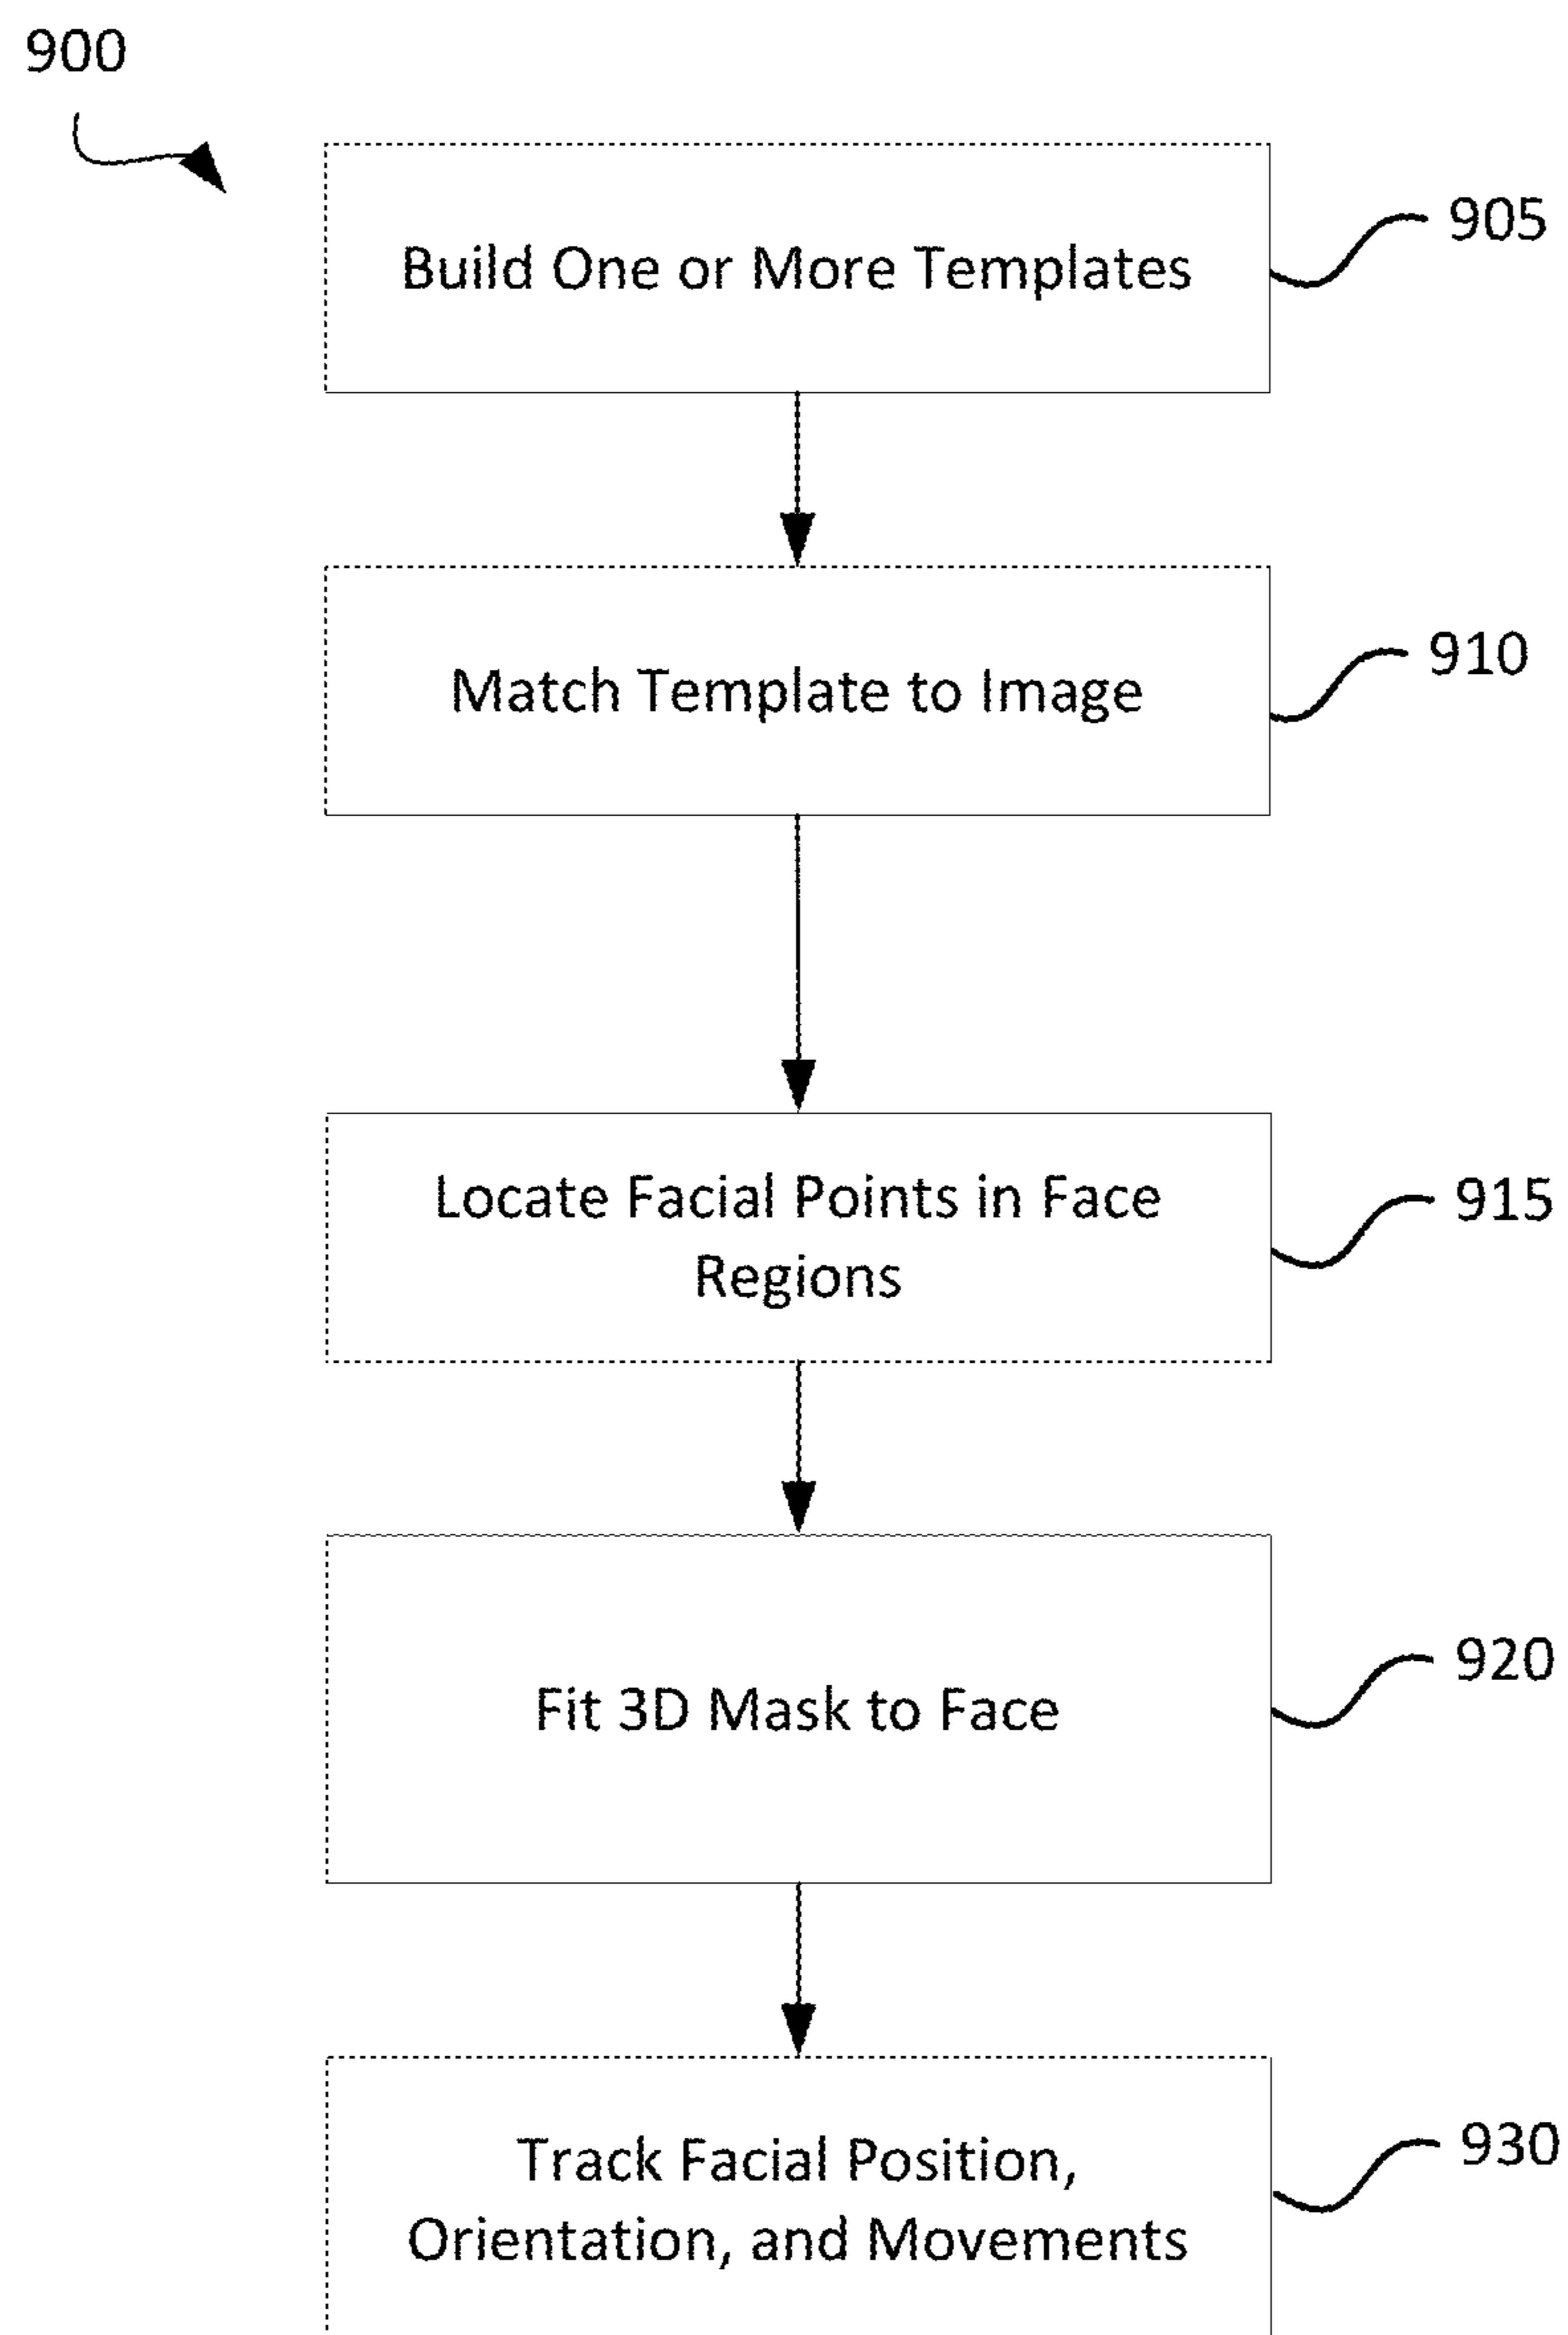 900
Build One or More Templates
905
Match Template to Image
910
Locate Facial Points in Face
Regions
915
Fit 3D Mask to Face
920
Track Facial Position,
Orientation, and Movements
930